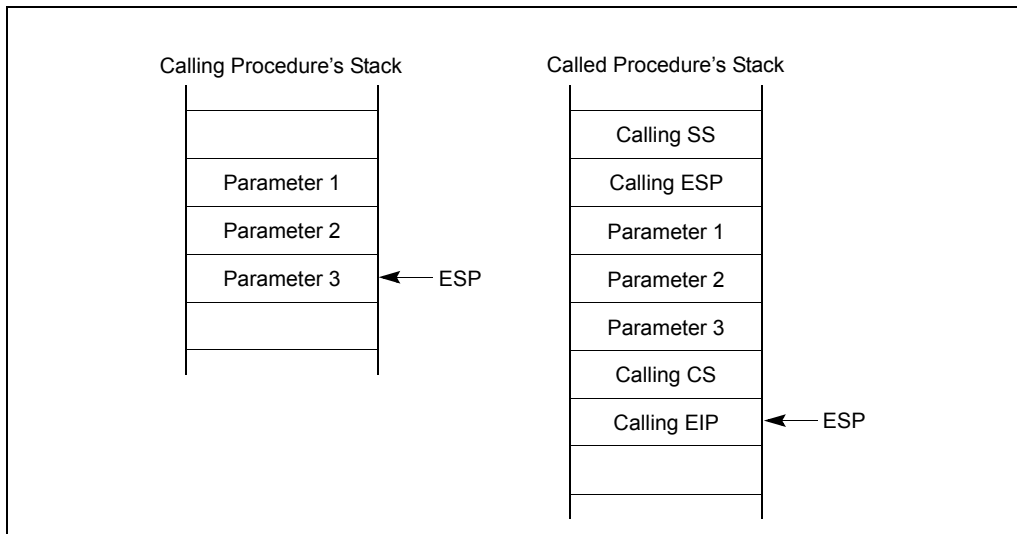 Calling Procedure’s Stack
Parameter 1
Parameter 2
Parameter 3
ESP
Called Procedure’s Stack
Calling SS
Calling ESP
Parameter 1
Parameter 2
Parameter 3
Calling CS
Calling EIP
ESP